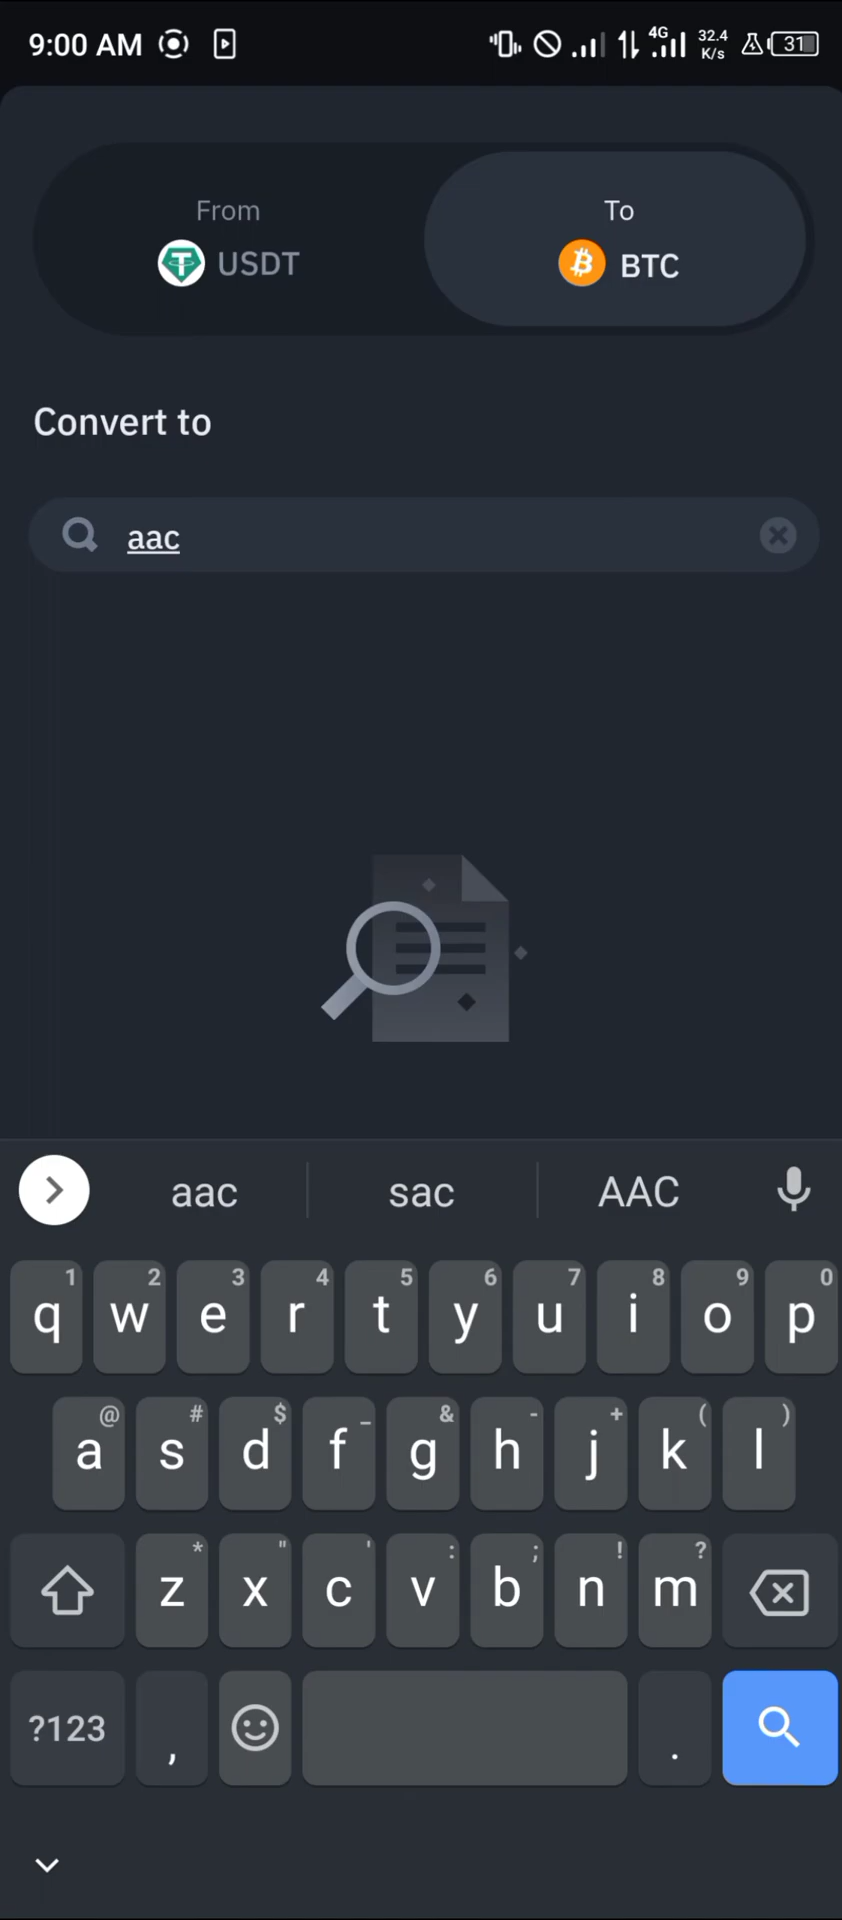 9:00 AM 4G 32.4 K/s 31
From
To
USDT
BTC
Convert to
aac
aac sac AAC
1 2 3 4 5 6 7 8 9 0
q w e r t y u i o p
@ # $ _ & - + ( )
a s d f g h j k l
* " ' : ; ! ?
z x c v b n m
?123 , .